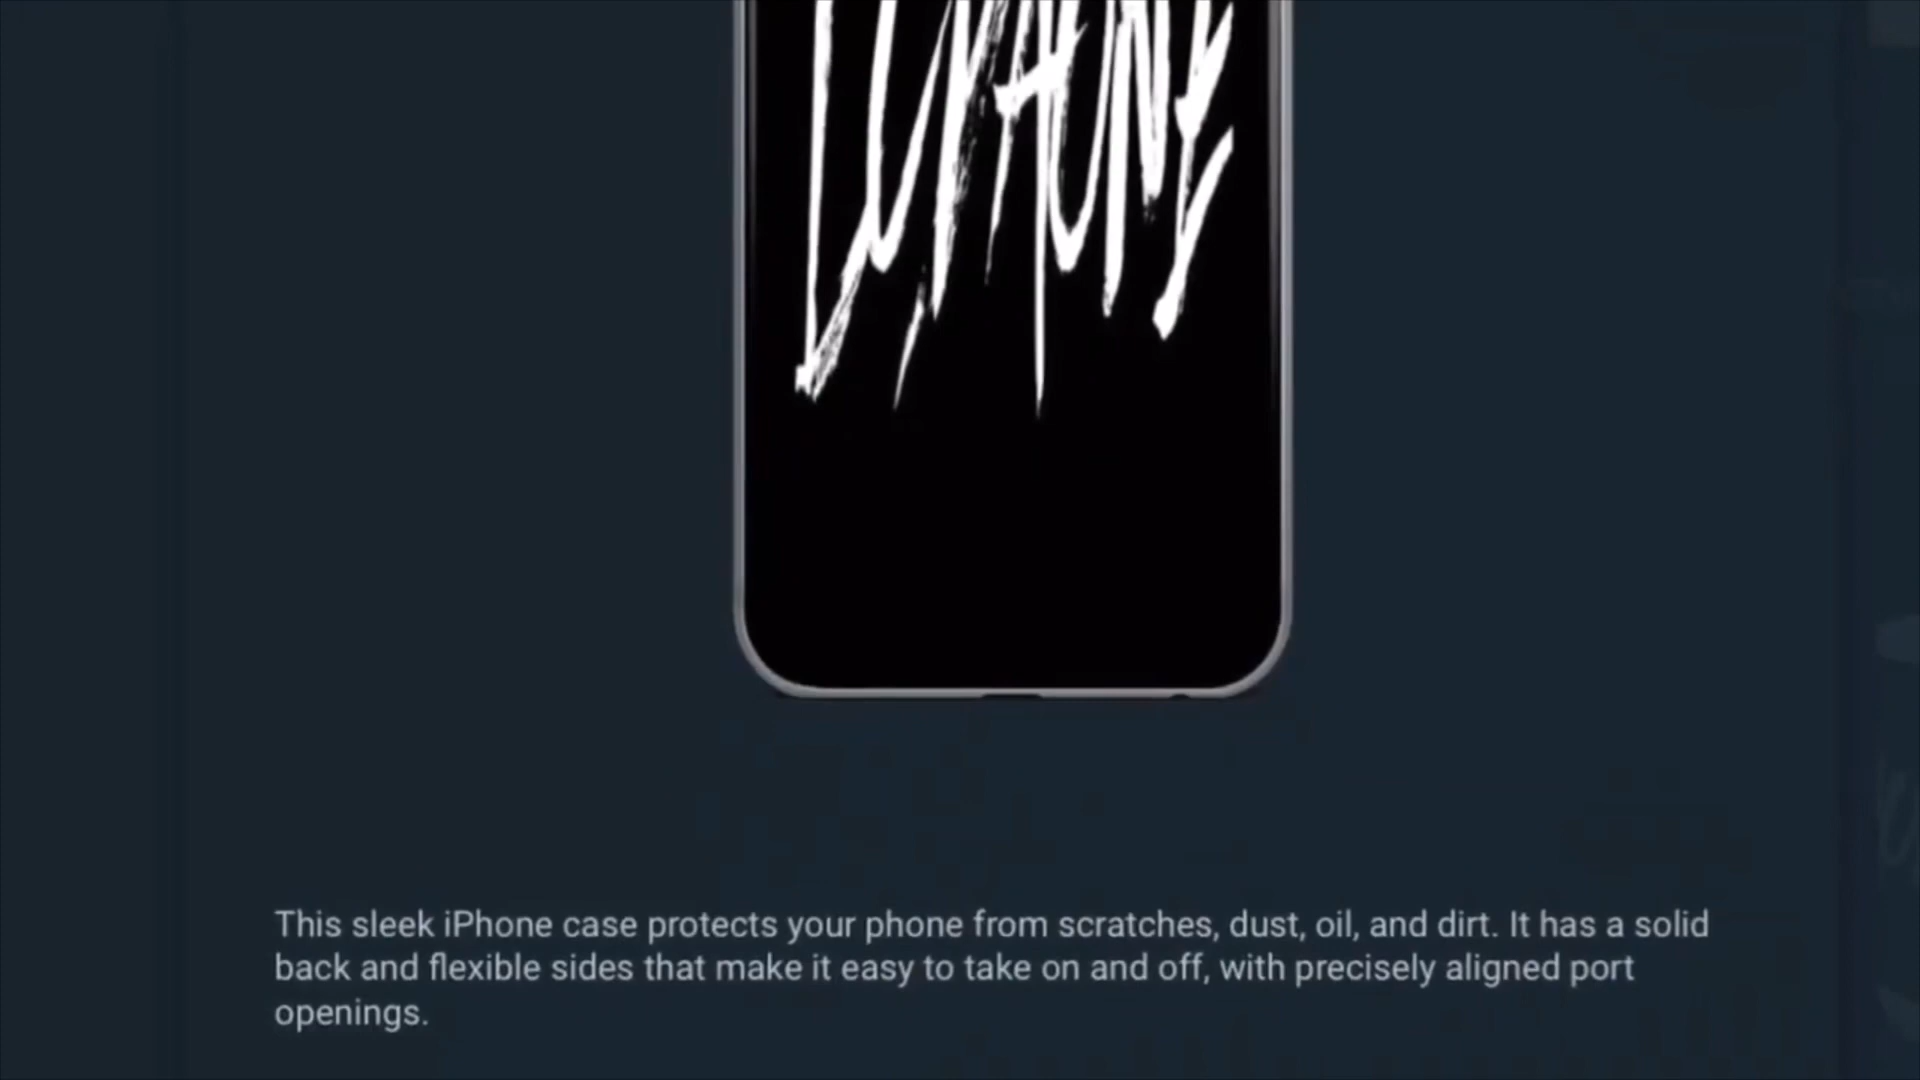 This sleek iPhone case protects your phone from scratches, dust, oil, and dirt. It has a solid
back and flexible sides that make it easy to take on and off, with precisely aligned port
openings.